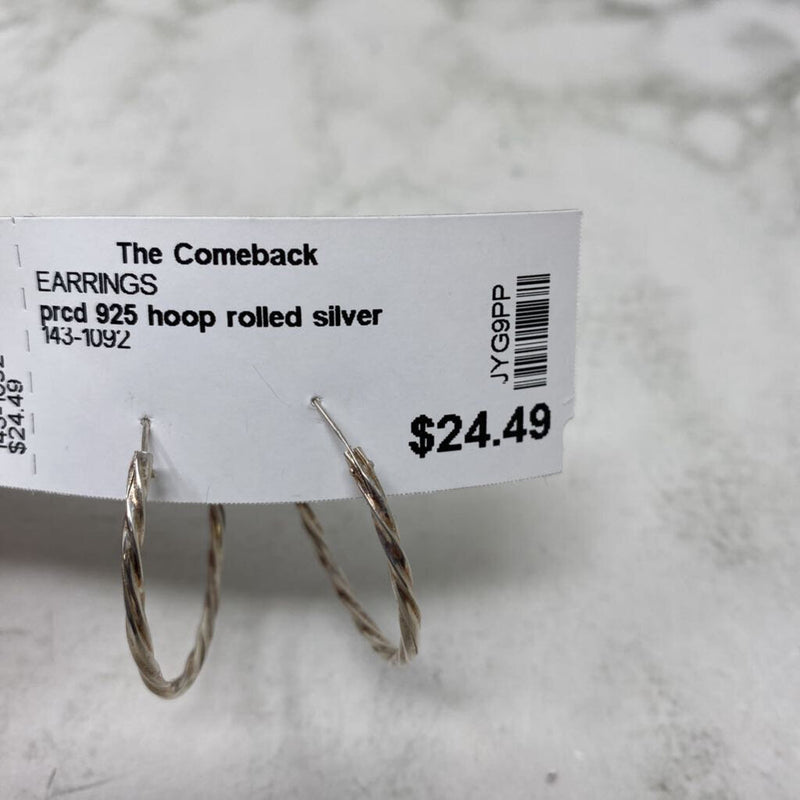 The Comeback
EARRINGS
prcd 925 hoop rolled silver
143-1092
JYG9PP
$24.49
$24.49